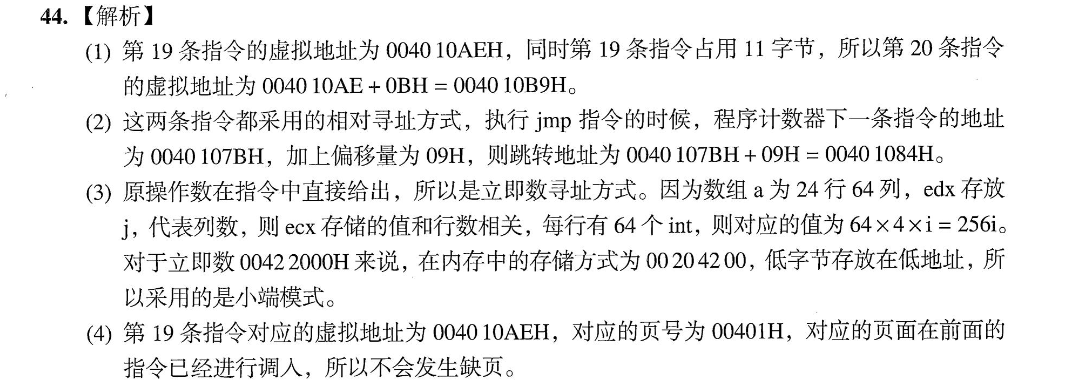 44.【解析】
(1) 第 19 条指令的虚拟地址为 0040 10AEH，同时第 19 条指令占用 11 字节，所以第 20 条指令
的虚拟地址为 0040 10AE + 0BH = 0040 10B9H。
(2) 这两条指令都采用的相对寻址方式，执行 jmp 指令的时候，程序计数器下一条指令的地址
为 0040 107BH，加上偏移量为 09H，则跳转地址为 0040 107BH + 09H = 0040 1084H。
(3) 原操作数在指令中直接给出，所以是立即数寻址方式。因为数组 a 为 24 行 64 列，edx 存放
j，代表列数，则 ecx 存储的值和行数相关，每行有 64 个 int，则对应的值为 64×4×i = 256i。
对于立即数 0042 2000H 来说，在内存中的存储方式为 00 20 42 00，低字节存放在低地址，所
以采用的是小端模式。
(4) 第 19 条指令对应的虚拟地址为 0040 10AEH，对应的页号为 00401H，对应的页面在前面的
指令已经进行调入，所以不会发生缺页。